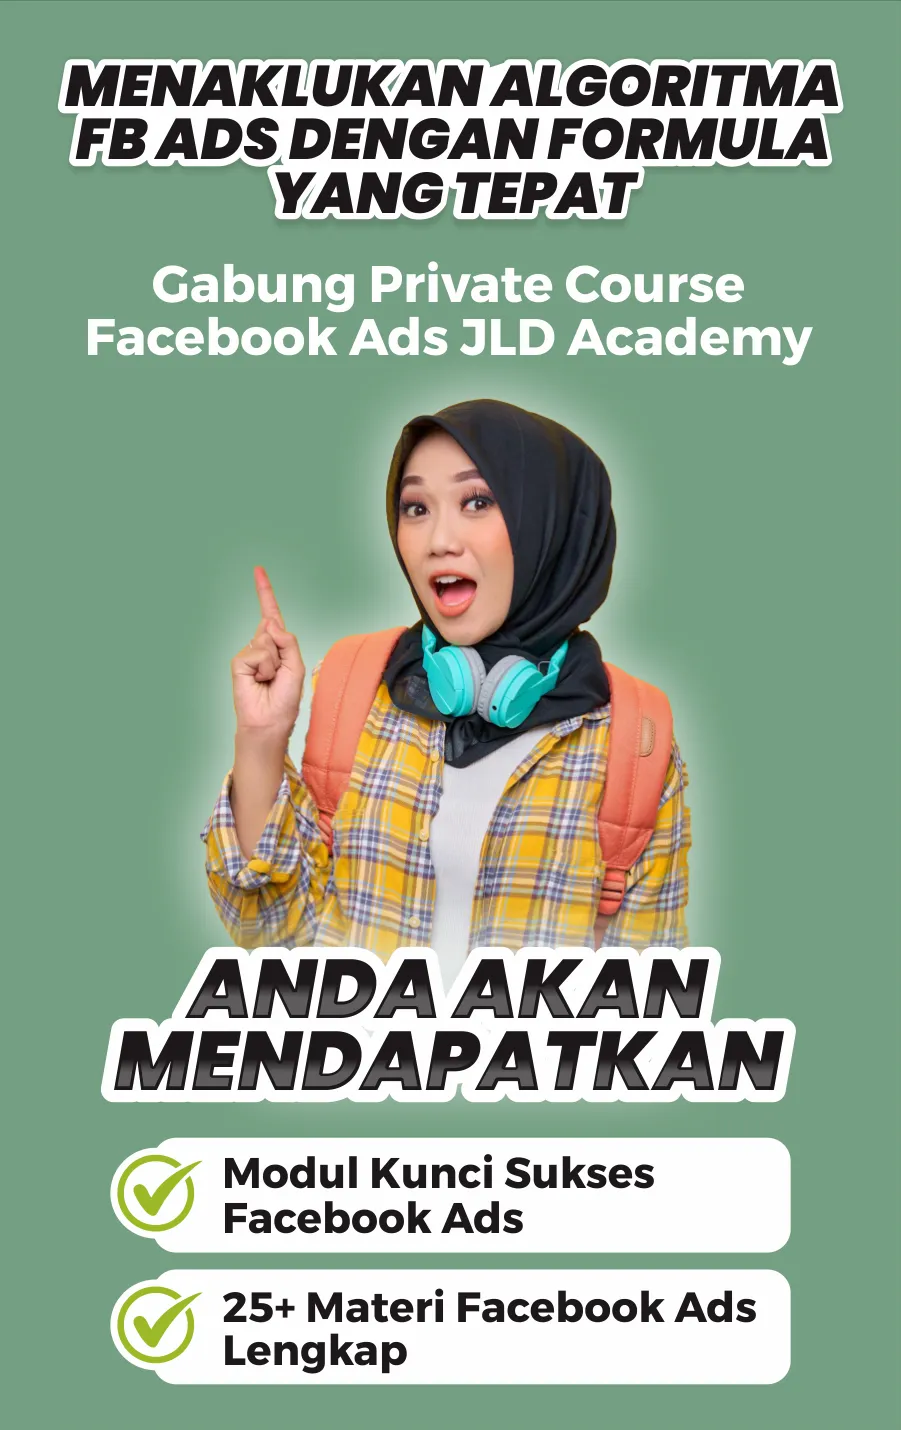 MENAKLUKAN ALGORITMA
FB ADS DENGAN FORMULA
YANG TEPAT
Gabung Private Course
Facebook Ads JLD Academy
ANDA AKAN
MENDAPATKAN
Modul Kunci Sukses
Facebook Ads
25+ Materi Facebook Ads
Lengkap